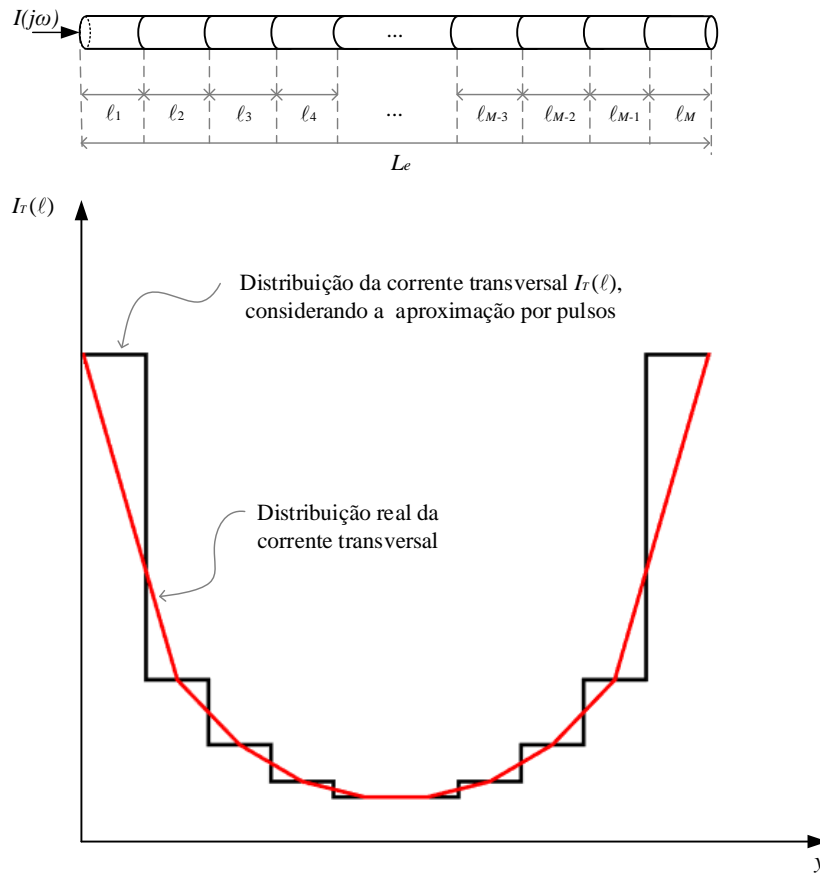 I(jω)
...
ℓ1 ℓ2 ℓ3 ℓ4 ... ℓM-3 ℓM-2 ℓM-1 ℓM
Le
IT(ℓ)
Distribuição da corrente transversal IT(ℓ),
considerando a aproximação por pulsos
Distribuição real da
corrente transversal
y